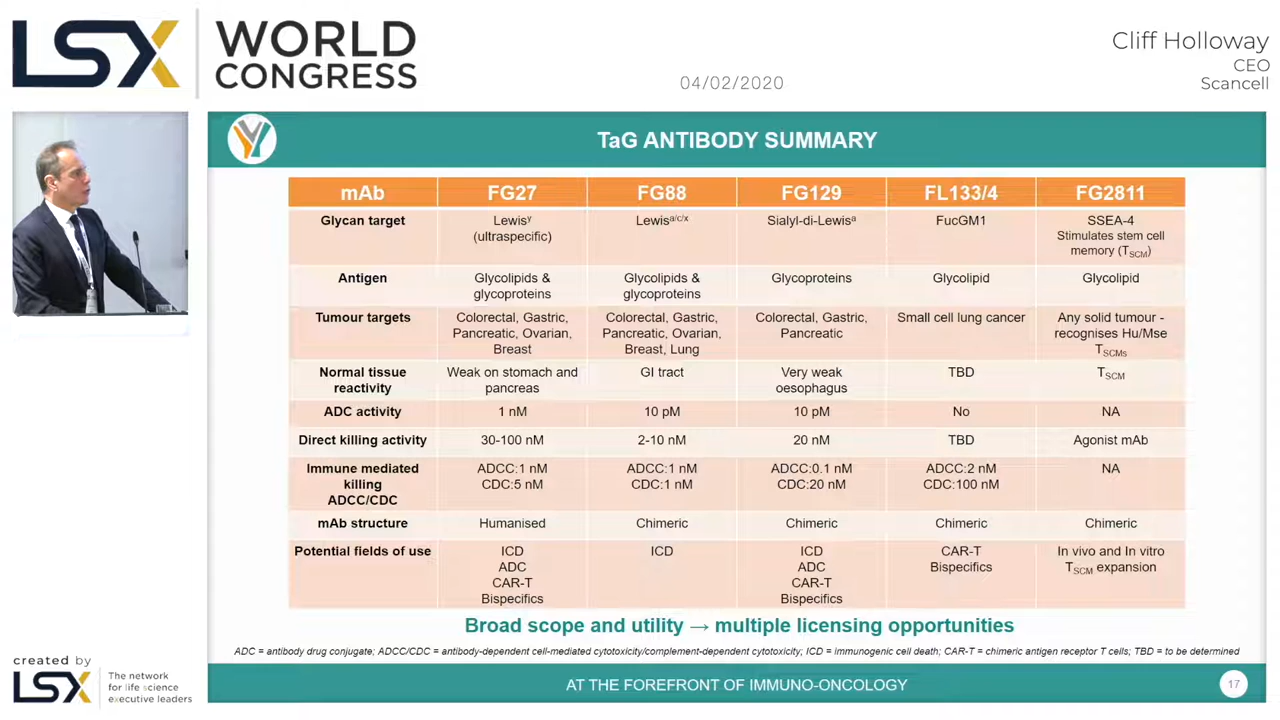 LSX
WORLD
CONGRESS
04/02/2020
Cliff Holloway
CEO
Scancell
TaG ANTIBODY SUMMARY
mAb FG27 FG88 FG129 FL133/4 FG2811
Glycan target Lewisʸ Lewisᵃ/ᶜ/ˣ Sialyl-di-Lewisᵃ FucGM1 SSEA-4
(ultraspecific) Stimulates stem cell
memory (TSCM)
Antigen Glycolipids & Glycolipids & Glycoproteins Glycolipid Glycolipid
glycoproteins glycoproteins
Tumour targets Colorectal, Gastric, Colorectal, Gastric, Colorectal, Gastric, Small cell lung cancer Any solid tumour -
Pancreatic, Ovarian, Pancreatic, Ovarian, Pancreatic recognises Hu/Mse
Breast Breast, Lung TSCMs
Normal tissue Weak on stomach and GI tract Very weak TBD TSCM
reactivity pancreas oesophagus
ADC activity 1 nM 10 pM 10 pM No NA
Direct killing activity 30-100 nM 2-10 nM 20 nM TBD Agonist mAb
Immune mediated ADCC:1 nM ADCC:1 nM ADCC:0.1 nM ADCC:2 nM NA
killing CDC:5 nM CDC:1 nM CDC:20 nM CDC:100 nM
ADCC/CDC
mAb structure Humanised Chimeric Chimeric Chimeric Chimeric
Potential fields of use ICD ICD ICD CAR-T In vivo and In vitro
ADC ADC Bispecifics TSCM expansion
CAR-T CAR-T
Bispecifics Bispecifics
Broad scope and utility → multiple licensing opportunities
ADC = antibody drug conjugate; ADCC/CDC = antibody-dependent cell-mediated cytotoxicity/complement-dependent cytotoxicity; ICD = immunogenic cell death; CAR-T = chimeric antigen receptor T cells; TBD = to be determined
AT THE FOREFRONT OF IMMUNO-ONCOLOGY
17
created by
LSX
The network
for life science
executive leaders